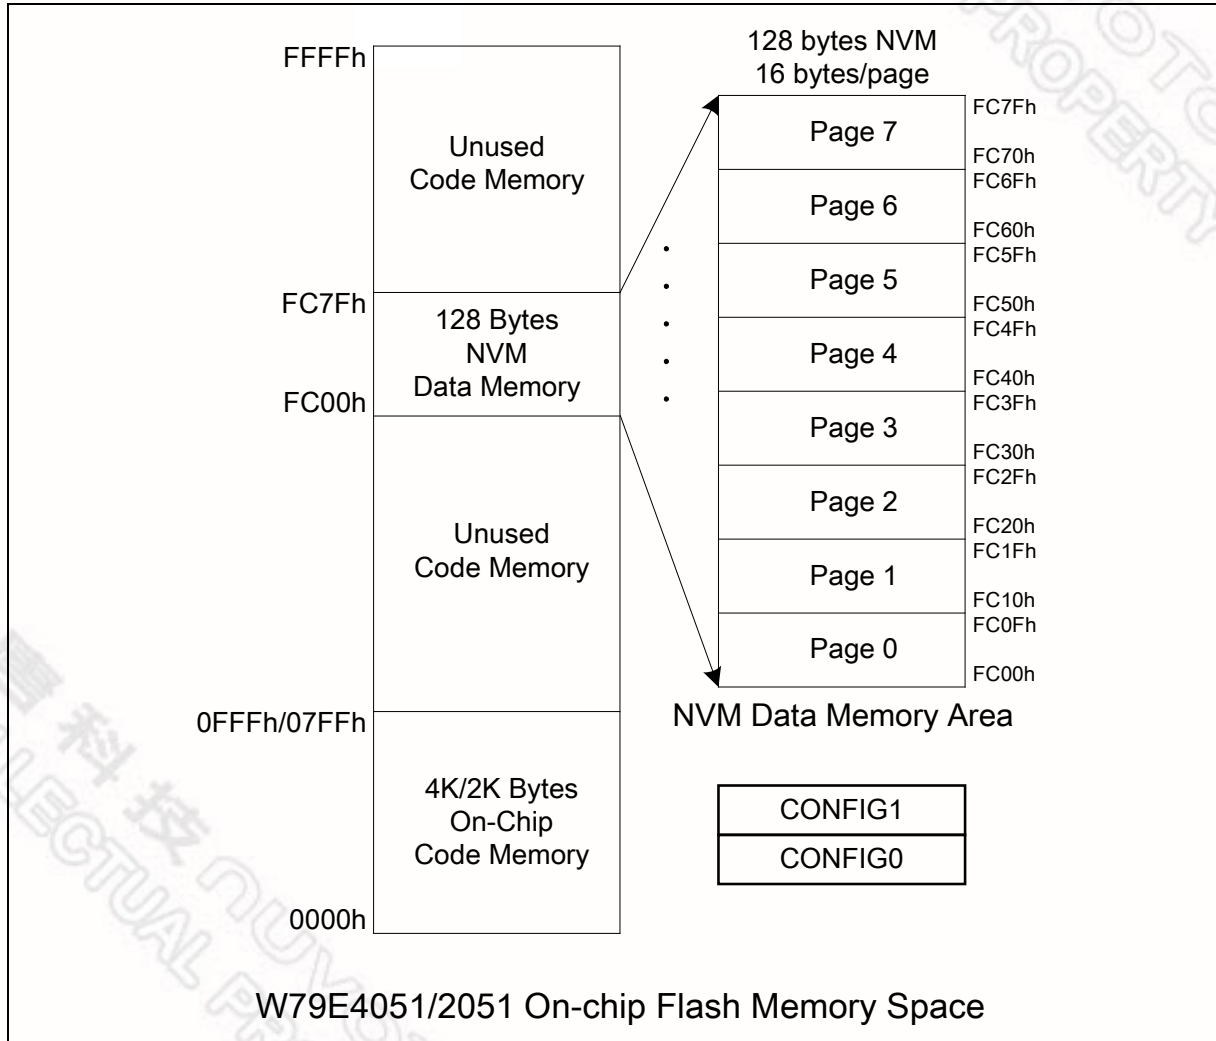 FFFFh
Unused
Code Memory
FC7Fh
128 Bytes
NVM
Data Memory
FC00h
Unused
Code Memory
0FFFh/07FFh
4K/2K Bytes
On-Chip
Code Memory
0000h
128 bytes NVM
16 bytes/page
Page 7
FC7Fh
FC70h
Page 6
FC6Fh
FC60h
Page 5
FC5Fh
FC50h
Page 4
FC4Fh
FC40h
Page 3
FC3Fh
FC30h
Page 2
FC2Fh
FC20h
Page 1
FC1Fh
FC10h
Page 0
FC0Fh
FC00h
NVM Data Memory Area
CONFIG1
CONFIG0
W79E4051/2051 On-chip Flash Memory Space